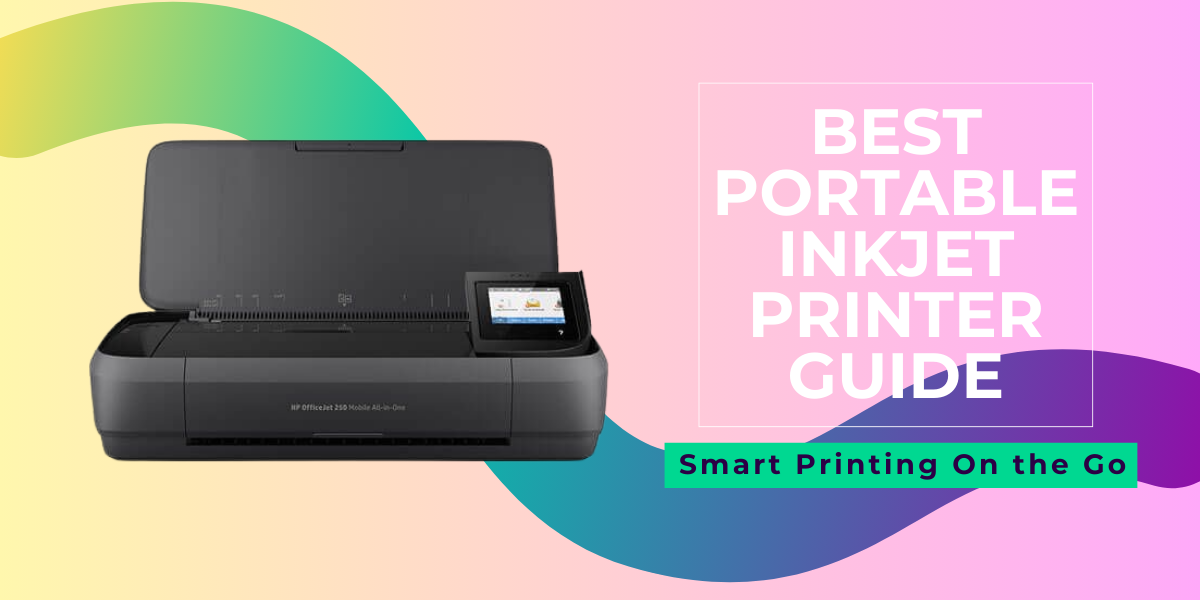 BEST
PORTABLE
INKJET
PRINTER
GUIDE
Smart Printing On the Go
HP OfficeJet 250 Mobile All-in-One